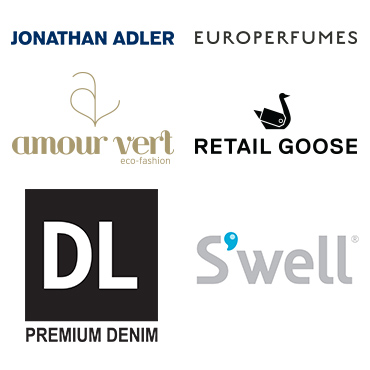 JONATHAN ADLER
EUROPERFUMES
amour vert
eco-fashion
RETAIL GOOSE
DL
PREMIUM DENIM
S'well®